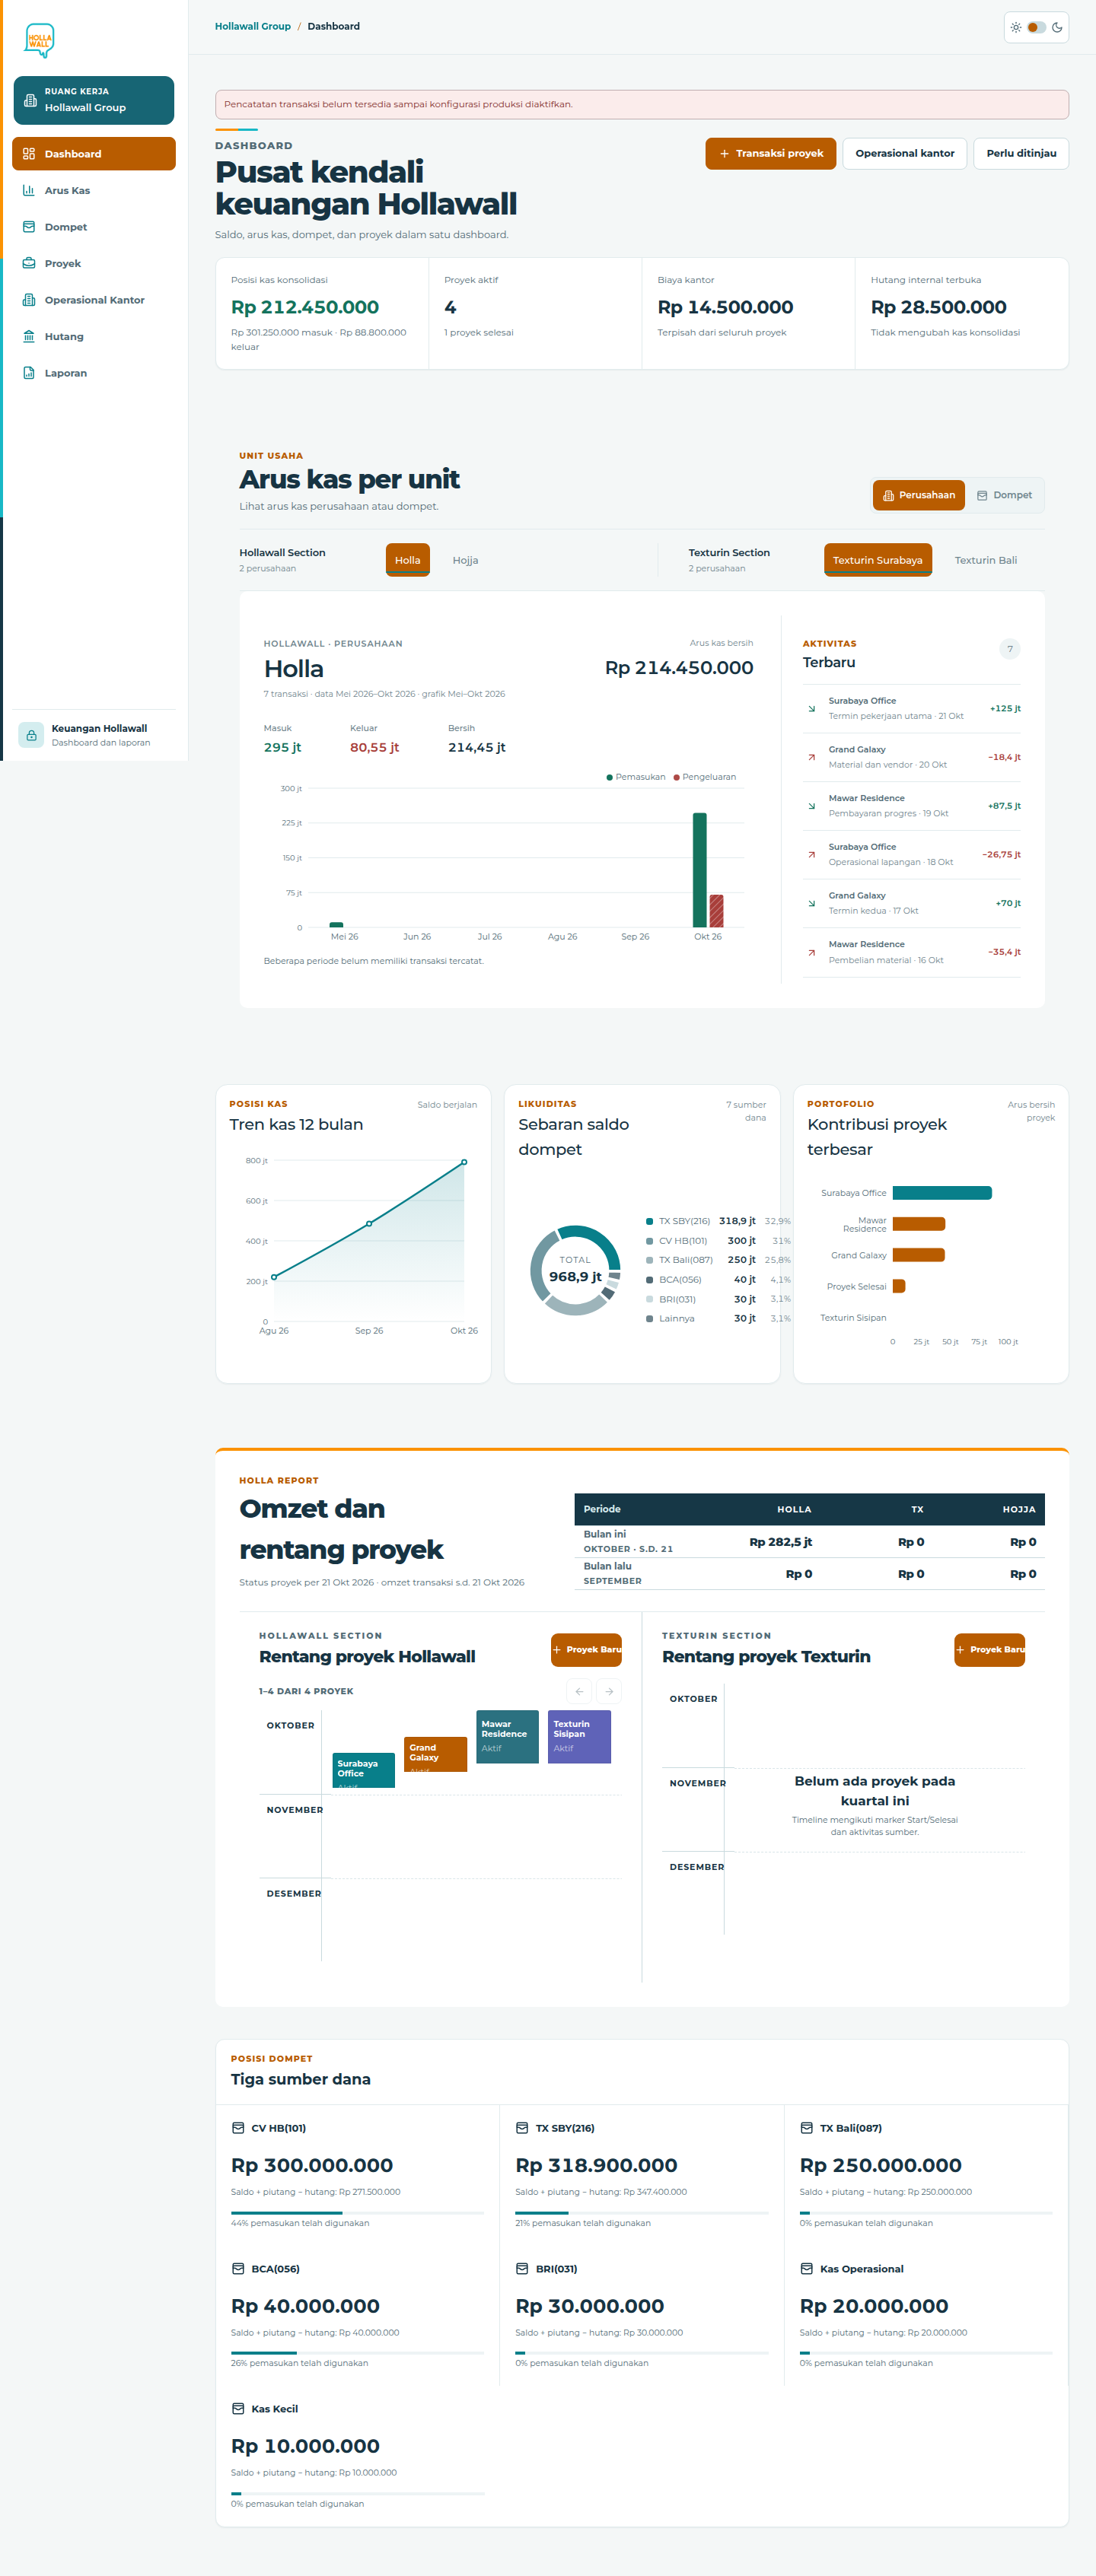 HOLLA
WALL
RUANG KERJA
Hollawall Group
Dashboard
Arus Kas
Dompet
Proyek
Operasional Kantor
Hutang
Laporan
Keuangan Hollawall
Dashboard dan laporan
Hollawall Group / Dashboard
Pencatatan transaksi belum tersedia sampai konfigurasi produksi diaktifkan.
DASHBOARD
Pusat kendali
keuangan Hollawall
Saldo, arus kas, dompet, dan proyek dalam satu dashboard.
+ Transaksi proyek
Operasional kantor
Perlu ditinjau
Posisi kas konsolidasi
Rp 212.450.000
Rp 301.250.000 masuk · Rp 88.800.000
keluar
Proyek aktif
4
1 proyek selesai
Biaya kantor
Rp 14.500.000
Terpisah dari seluruh proyek
Hutang internal terbuka
Rp 28.500.000
Tidak mengubah kas konsolidasi
UNIT USAHA
Arus kas per unit
Lihat arus kas perusahaan atau dompet.
Perusahaan
Dompet
Hollawall Section
2 perusahaan
Holla
Hojja
Texturin Section
2 perusahaan
Texturin Surabaya
Texturin Bali
HOLLAWALL · PERUSAHAAN
Holla
7 transaksi · data Mei 2026–Okt 2026 · grafik Mei–Okt 2026
Arus kas bersih
Rp 214.450.000
Masuk
295 jt
Keluar
80,55 jt
Bersih
214,45 jt
Pemasukan
Pengeluaran
300 jt
225 jt
150 jt
75 jt
0
Mei 26
Jun 26
Jul 26
Agu 26
Sep 26
Okt 26
Beberapa periode belum memiliki transaksi tercatat.
AKTIVITAS
Terbaru
7
Surabaya Office
Termin pekerjaan utama · 21 Okt
+125 jt
Grand Galaxy
Material dan vendor · 20 Okt
−18,4 jt
Mawar Residence
Pembayaran progres · 19 Okt
+87,5 jt
Surabaya Office
Operasional lapangan · 18 Okt
−26,75 jt
Grand Galaxy
Termin kedua · 17 Okt
+70 jt
Mawar Residence
Pembelian material · 16 Okt
−35,4 jt
POSISI KAS
Tren kas 12 bulan
Saldo berjalan
800 jt
600 jt
400 jt
200 jt
0
Agu 26
Sep 26
Okt 26
LIKUIDITAS
Sebaran saldo
dompet
7 sumber
dana
TOTAL
968,9 jt
TX SBY(216) 318,9 jt 32,9%
CV HB(101) 300 jt 31%
TX Bali(087) 250 jt 25,8%
BCA(056) 40 jt 4,1%
BRI(031) 30 jt 3,1%
Lainnya 30 jt 3,1%
PORTOFOLIO
Kontribusi proyek
terbesar
Arus bersih
proyek
Surabaya Office
Mawar
Residence
Grand Galaxy
Proyek Selesai
Texturin Sisipan
0
25 jt
50 jt
75 jt
100 jt
HOLLA REPORT
Omzet dan
rentang proyek
Status proyek per 21 Okt 2026 · omzet transaksi s.d. 21 Okt 2026
Periode HOLLA TX HOJJA
Bulan ini
OKTOBER · S.D. 21
Rp 282,5 jt
Rp 0
Rp 0
Bulan lalu
SEPTEMBER
Rp 0
Rp 0
Rp 0
HOLLAWALL SECTION
Rentang proyek Hollawall
+ Proyek Baru
1–4 DARI 4 PROYEK
OKTOBER
NOVEMBER
DESEMBER
Surabaya
Office
Aktif
Grand
Galaxy
Aktif
Mawar
Residence
Aktif
Texturin
Sisipan
Aktif
TEXTURIN SECTION
Rentang proyek Texturin
+ Proyek Baru
OKTOBER
NOVEMBER
DESEMBER
Belum ada proyek pada
kuartal ini
Timeline mengikuti marker Start/Selesai
dan aktivitas sumber.
POSISI DOMPET
Tiga sumber dana
CV HB(101)
Rp 300.000.000
Saldo + piutang − hutang: Rp 271.500.000
44% pemasukan telah digunakan
TX SBY(216)
Rp 318.900.000
Saldo + piutang − hutang: Rp 347.400.000
21% pemasukan telah digunakan
TX Bali(087)
Rp 250.000.000
Saldo + piutang − hutang: Rp 250.000.000
0% pemasukan telah digunakan
BCA(056)
Rp 40.000.000
Saldo + piutang − hutang: Rp 40.000.000
26% pemasukan telah digunakan
BRI(031)
Rp 30.000.000
Saldo + piutang − hutang: Rp 30.000.000
0% pemasukan telah digunakan
Kas Operasional
Rp 20.000.000
Saldo + piutang − hutang: Rp 20.000.000
0% pemasukan telah digunakan
Kas Kecil
Rp 10.000.000
Saldo + piutang − hutang: Rp 10.000.000
0% pemasukan telah digunakan